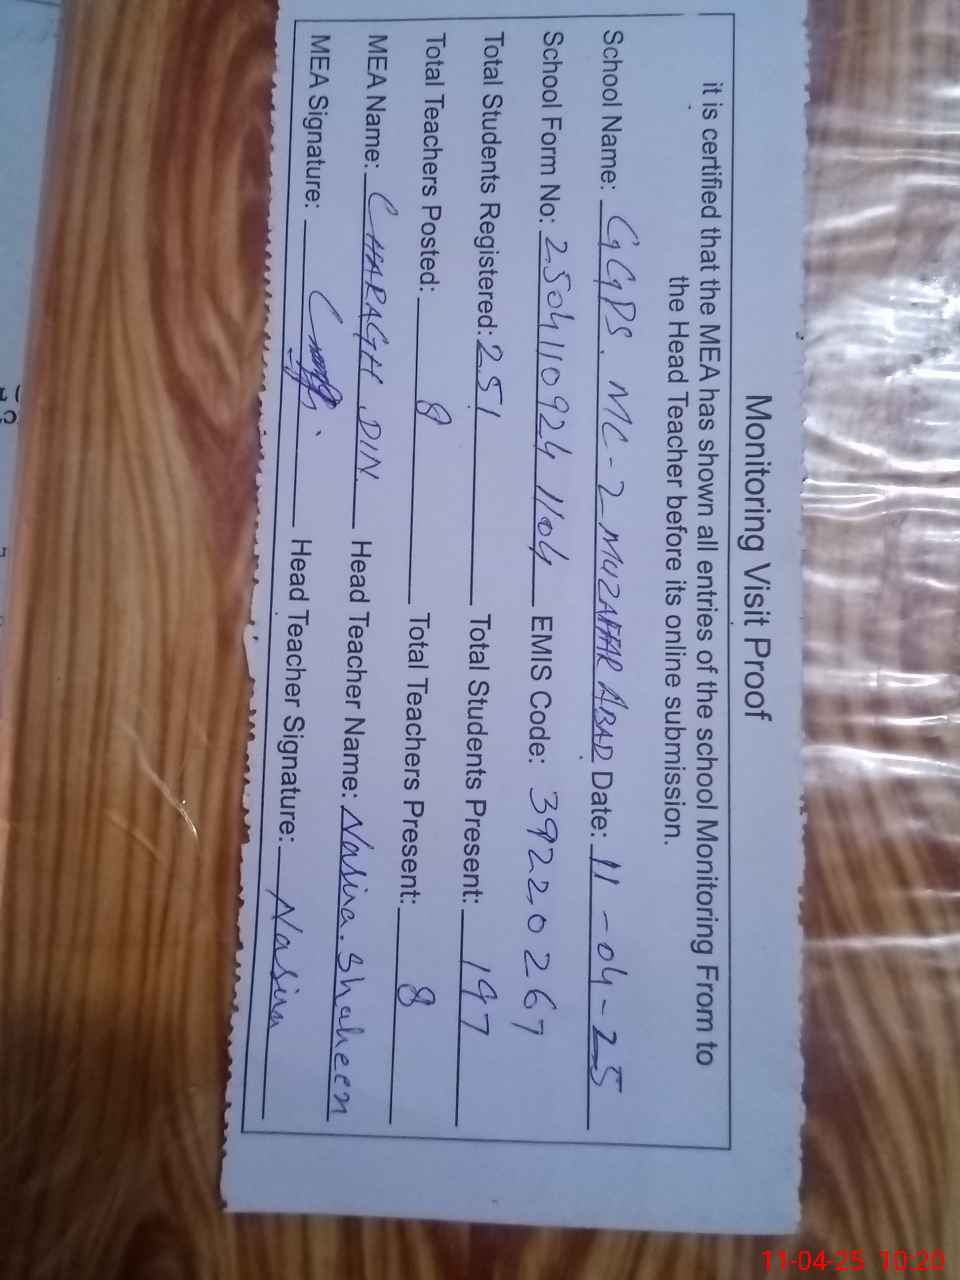 Monitoring Visit Proof
it is certified that the MEA has shown all entries of the school Monitoring From to
the Head Teacher before its online submission.
School Name: GGPS. MC-2 MUZAFFAR ABAD Date: 11-04-25
School Form No: 25041109241104 EMIS Code: 39220267
Total Students Registered: 251 Total Students Present: 197
Total Teachers Posted: 8 Total Teachers Present: 8
MEA Name: CHARAGH DIN. Head Teacher Name: Nasira. Shaheen
MEA Signature: Head Teacher Signature:
11-04-25 10:20